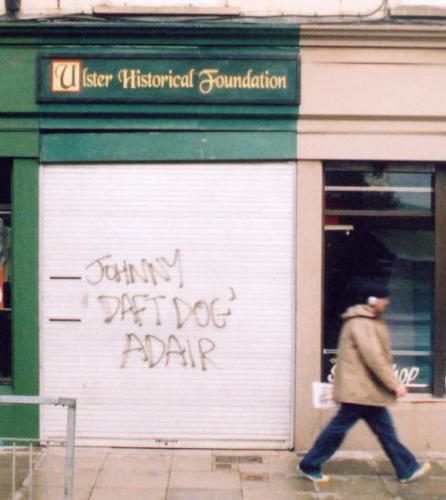 Ulster Historical Foundation
JOHNNY
'DAFT DOG'
ADAIR